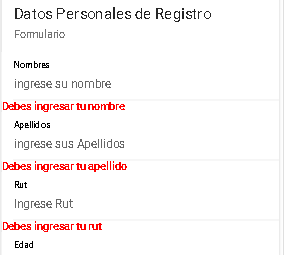 Datos Personales de Registro
Formulario
Nombres
ingrese su nombre
Debes ingresar tu nombre
Apellidos
ingrese sus Apellidos
Debes ingresar tu apellido
Rut
Ingrese Rut
Debes ingresar tu rut
Edad